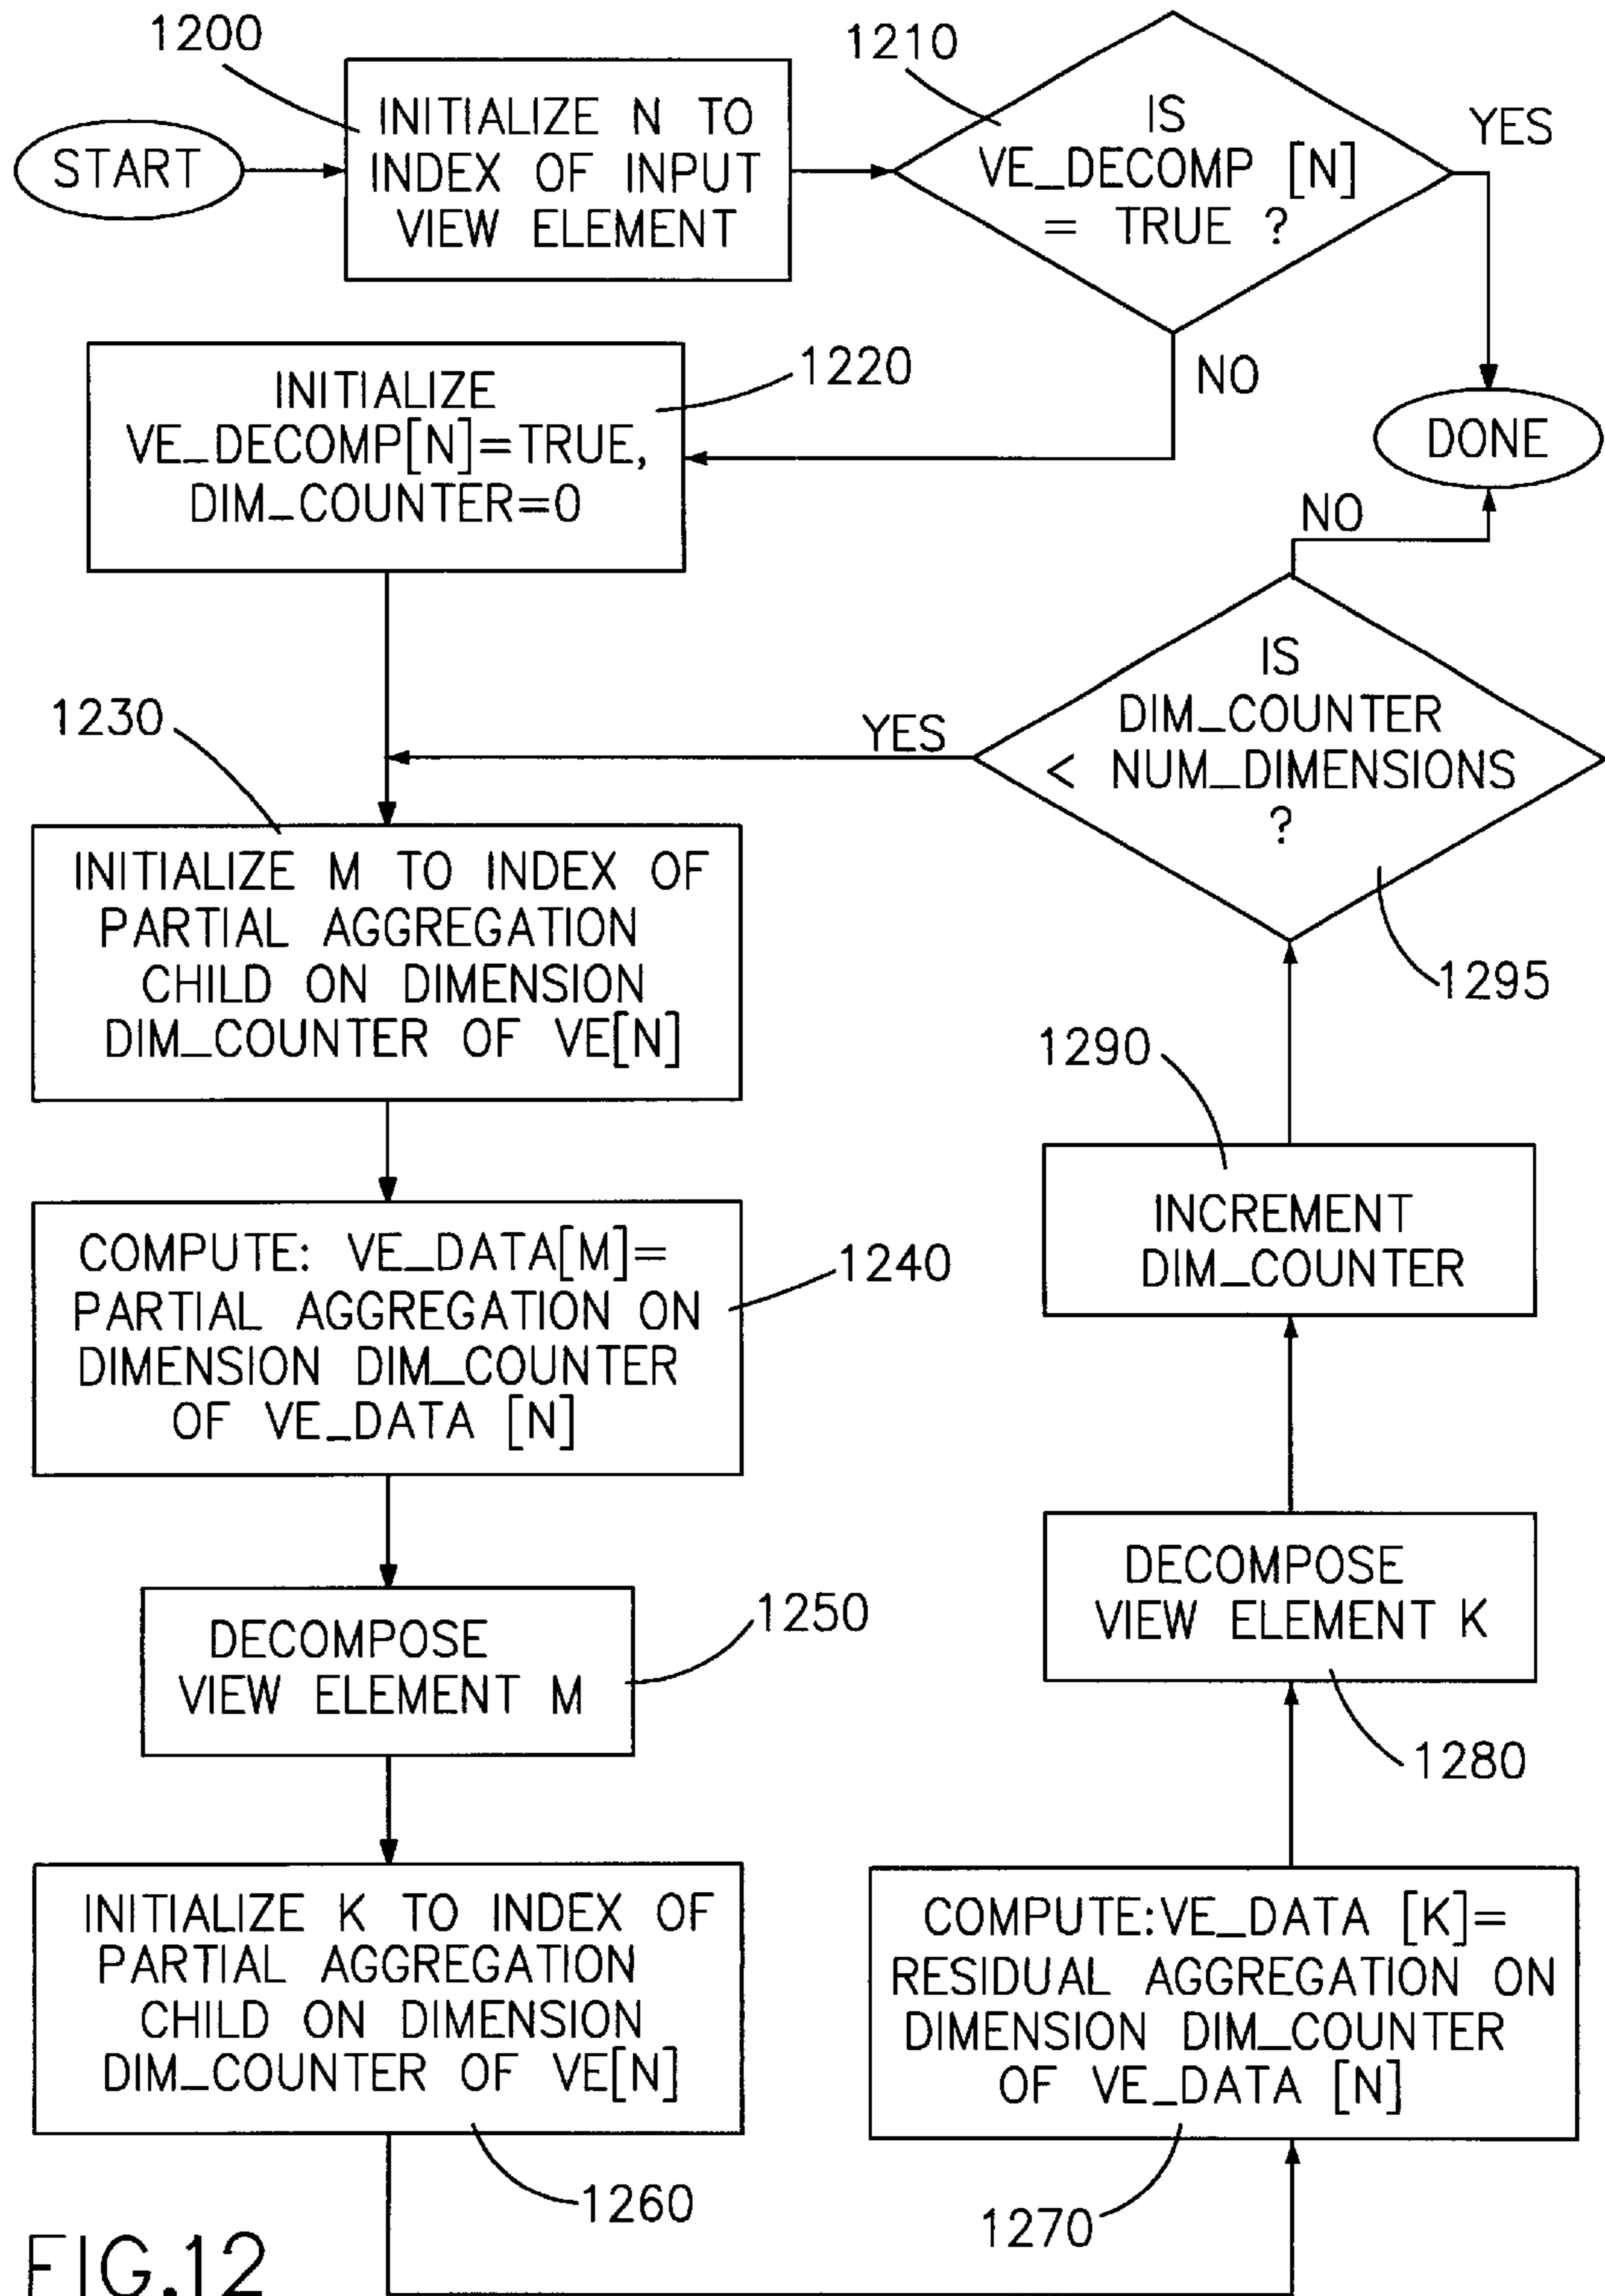 1200
START
INITIALIZE N TO
INDEX OF INPUT
VIEW ELEMENT
1210
IS
VE_DECOMP [N]
= TRUE ?
YES
NO
DONE
1220
INITIALIZE
VE_DECOMP[N]=TRUE,
DIM_COUNTER=0
NO
IS
DIM_COUNTER
< NUM_DIMENSIONS
?
YES
1295
1230
INITIALIZE M TO INDEX OF
PARTIAL AGGREGATION
CHILD ON DIMENSION
DIM_COUNTER OF VE[N]
COMPUTE: VE_DATA[M]=
PARTIAL AGGREGATION ON
DIMENSION DIM_COUNTER
OF VE_DATA [N]
1240
DECOMPOSE
VIEW ELEMENT M
1250
INITIALIZE K TO INDEX OF
PARTIAL AGGREGATION
CHILD ON DIMENSION
DIM_COUNTER OF VE[N]
1260
COMPUTE:VE_DATA [K]=
RESIDUAL AGGREGATION ON
DIMENSION DIM_COUNTER
OF VE_DATA [N]
1270
DECOMPOSE
VIEW ELEMENT K
1280
1290
INCREMENT
DIM_COUNTER
FIG.12